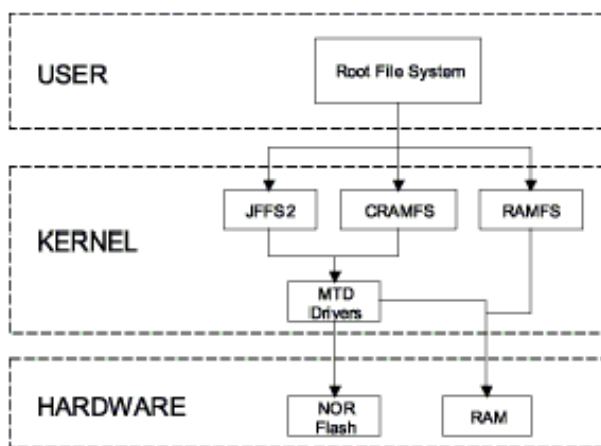 USER
Root File System
JFFS2
CRAMFS
RAMFS
KERNEL
MTD
Drivers
HARDWARE
NOR
Flash
RAM